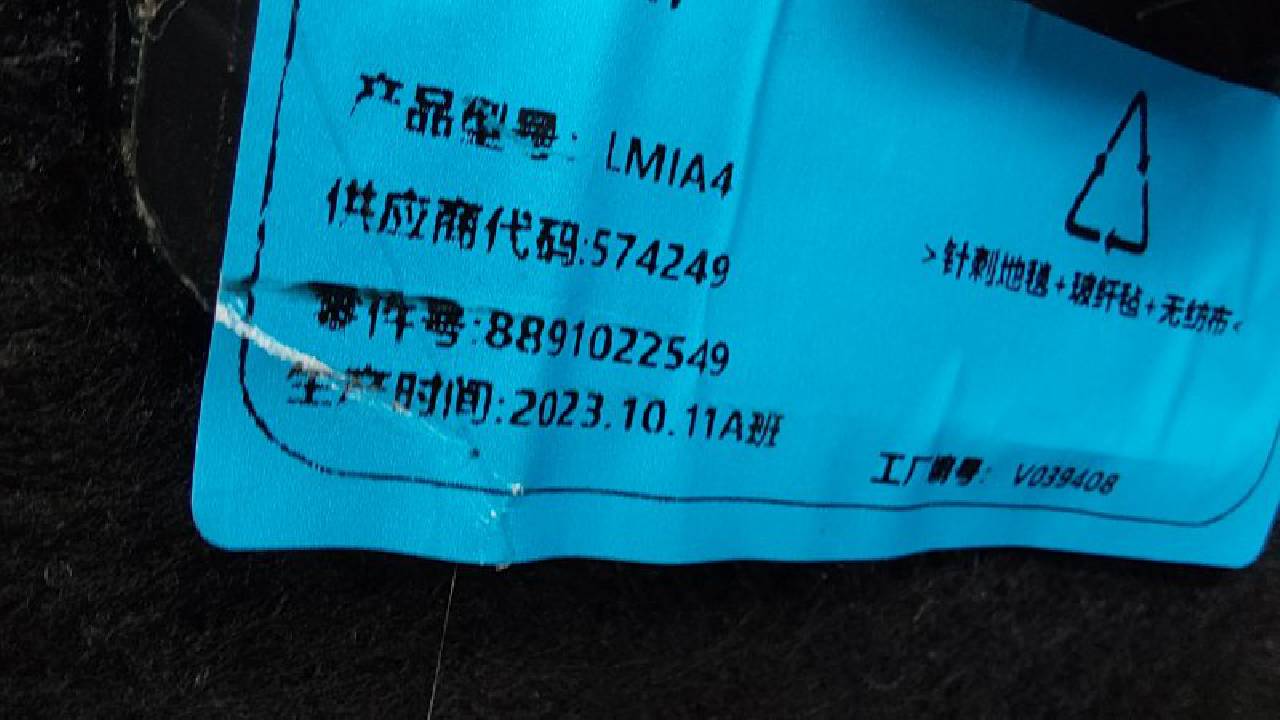 产品型号: LMIA4
供应商代码:574249
>针刺地毯+玻纤毡+无纺布<
零件号:8891022549
生产时间:2023.10.11A班
工厂编号: V039408